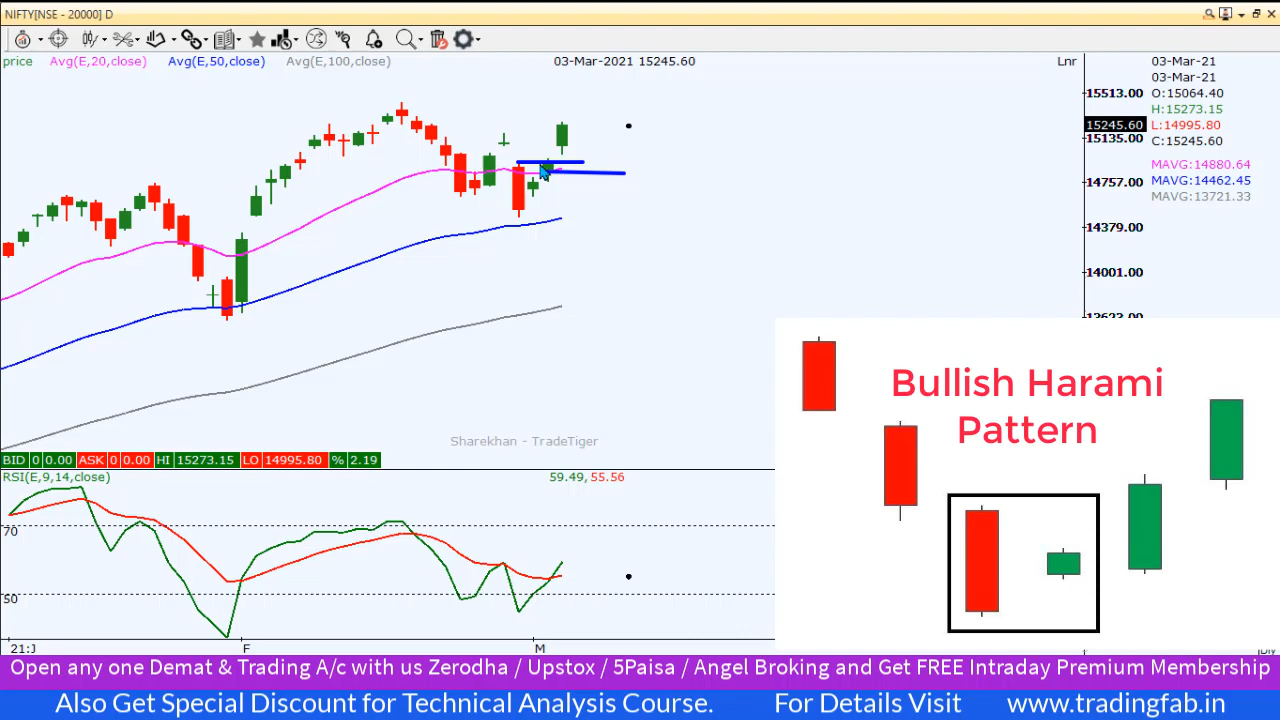 NIFTY[NSE - 20000] D
price Avg(E,20,close) Avg(E,50,close) Avg(E,100,close) 03-Mar-2021 15245.60 Lnr 03-Mar-21
03-Mar-21
15513.00 O:15064.40
H:15273.15
15245.60 L:14995.80
15135.00 C:15245.60
MAVG:14880.64
14757.00 MAVG:14462.45
MAVG:13721.33
14379.00
14001.00
13623.00
Bullish Harami
Pattern
Sharekhan - TradeTiger
BID 0 0.00 ASK 0 0.00 HI 15273.15 LO 14995.80 % 2.19
RSI(E,9,14,close) 59.49, 55.56
70
50
21:J F M
Open any one Demat & Trading A/c with us Zerodha / Upstox / 5Paisa / Angel Broking and Get FREE Intraday Premium Membership
Also Get Special Discount for Technical Analysis Course. For Details Visit www.tradingfab.in